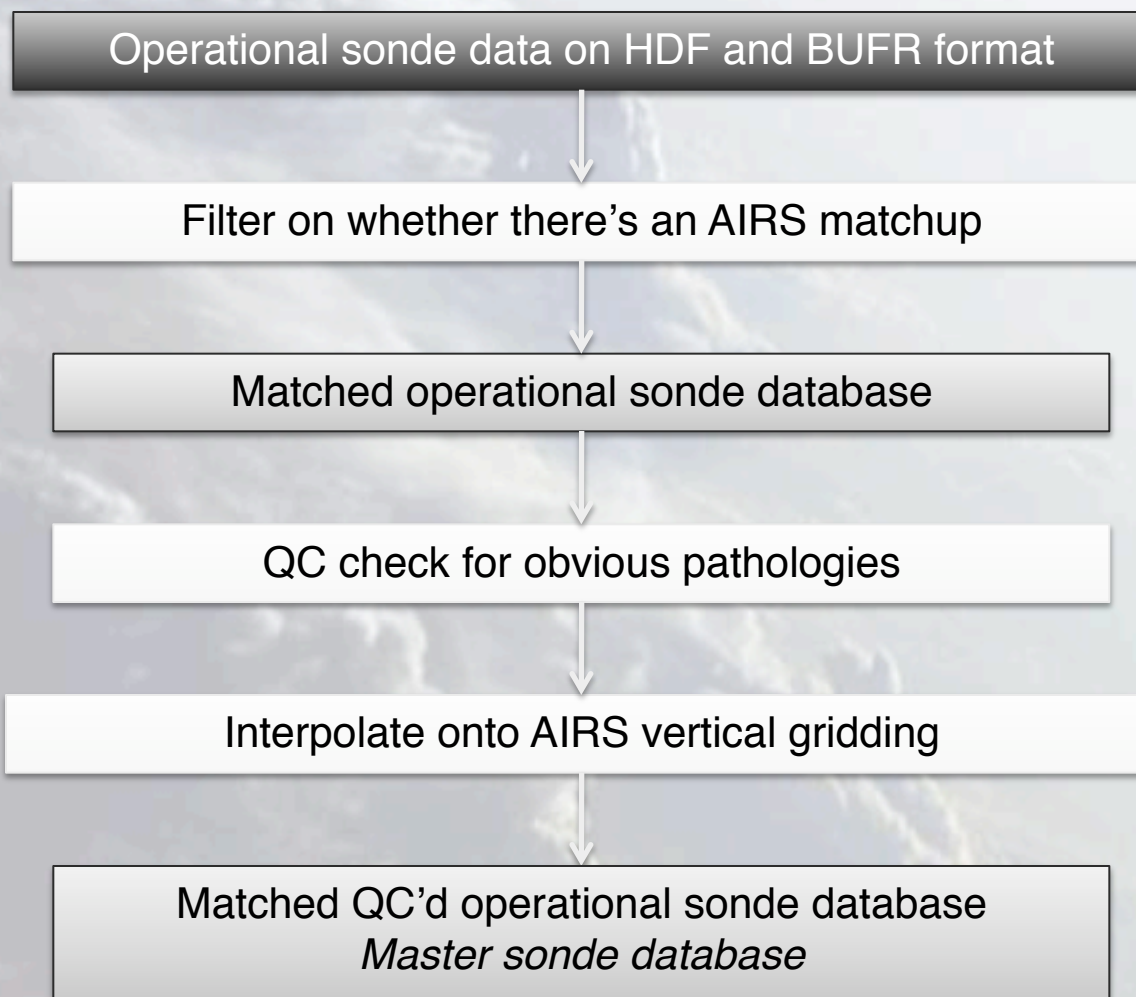 Operational sonde data on HDF and BUFR format
Filter on whether there’s an AIRS matchup
Matched operational sonde database
QC check for obvious pathologies
Interpolate onto AIRS vertical gridding
Matched QC’d operational sonde database
Master sonde database